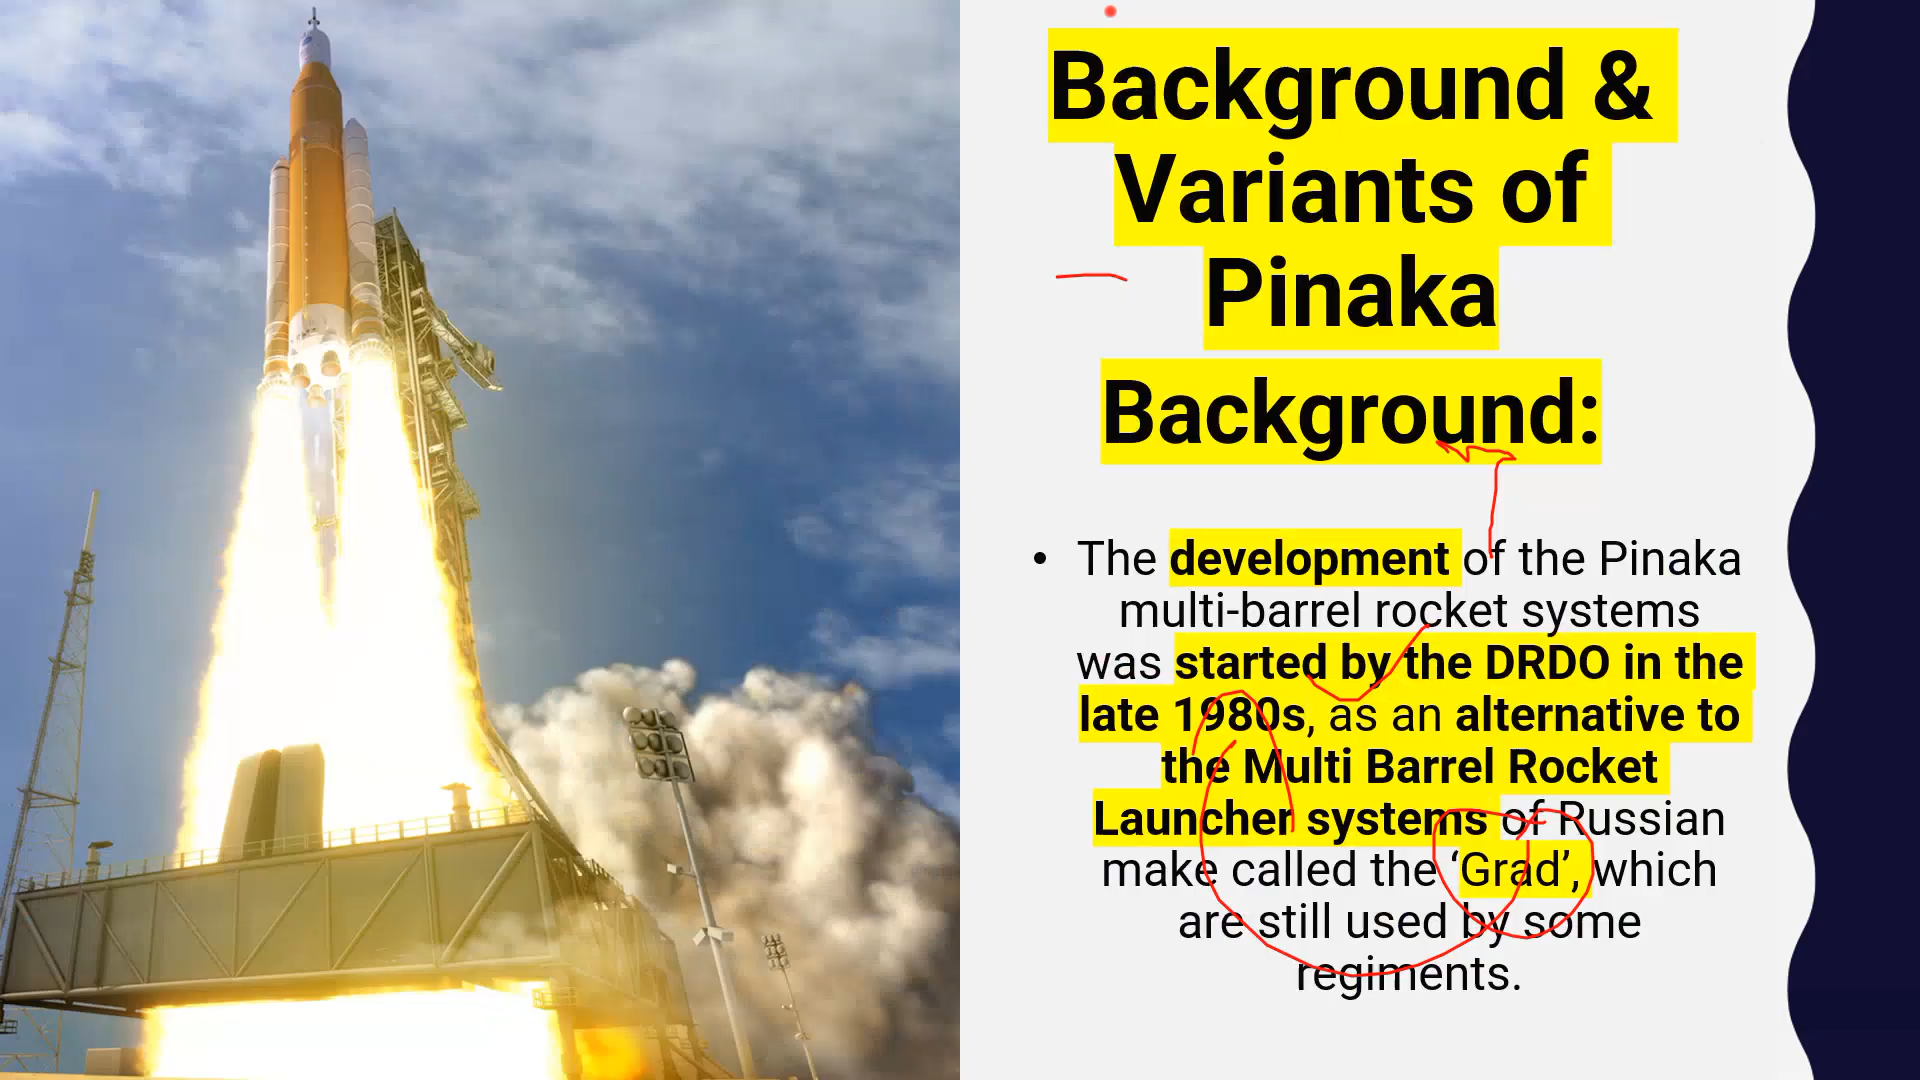 Background &
Variants of
Pinaka
Background:
• The development of the Pinaka
multi-barrel rocket systems
was started by the DRDO in the
late 1980s, as an alternative to
the Multi Barrel Rocket
Launcher systems of Russian
make called the ‘Grad’, which
are still used by some
regiments.